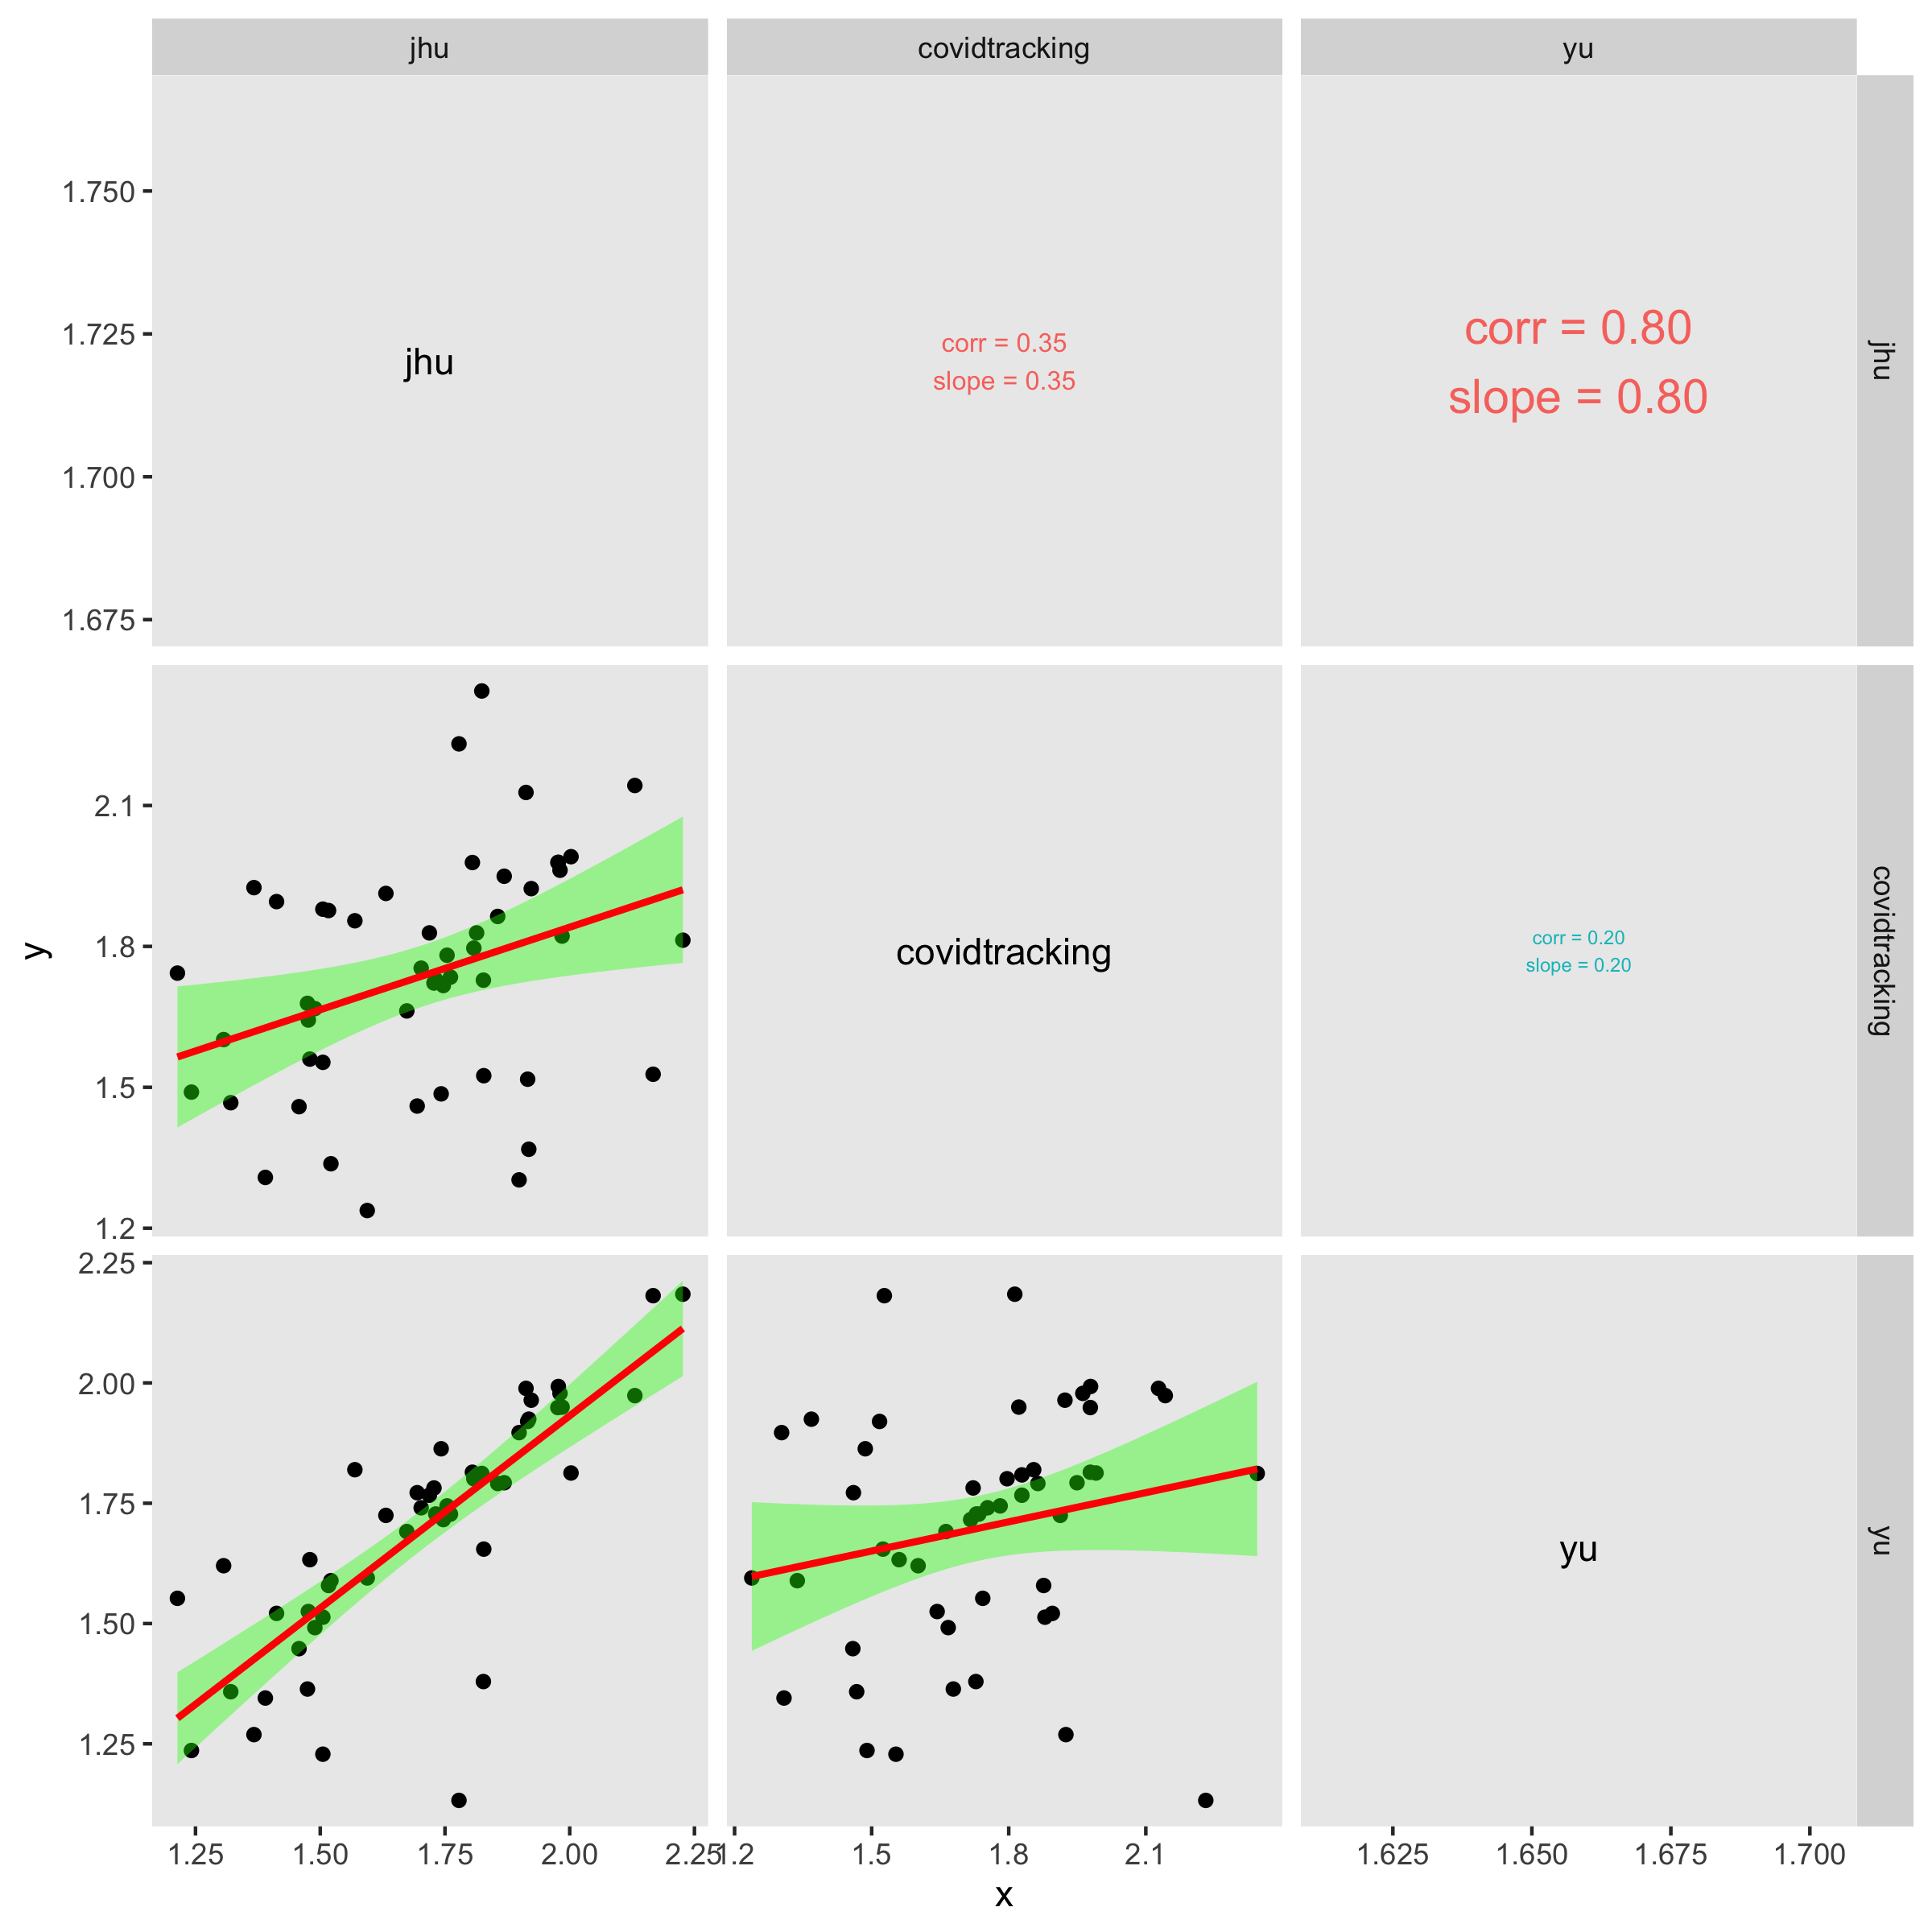 jhu
covidtracking
yu
1.750
1.725
1.700
1.675
jhu
corr = 0.35
slope = 0.35
corr = 0.80
slope = 0.80
jhu
2.1
1.8
1.5
1.2
covidtracking
corr = 0.20
slope = 0.20
covidtracking
y
2.25
2.00
1.75
1.50
1.25
yu
yu
1.25 1.50 1.75 2.00 2.25
1.2 1.5 1.8 2.1
1.625 1.650 1.675 1.700
x